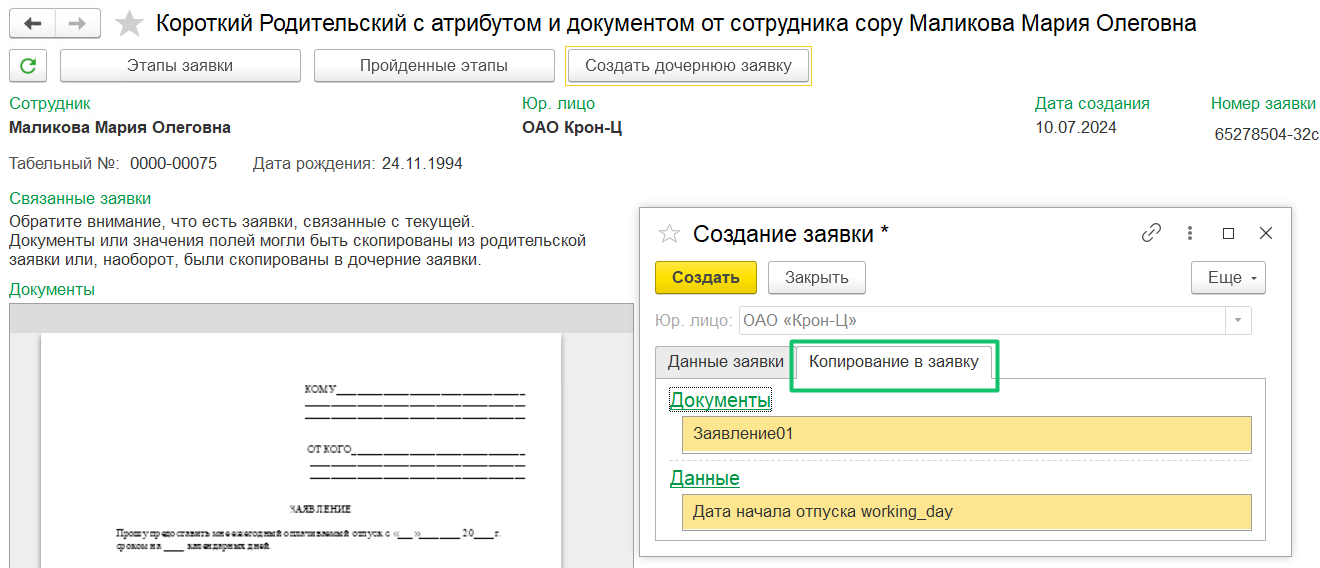 Короткий Родительский с атрибутом и документом от сотрудника copy Маликова Мария Олеговна
Этапы заявки
Пройденные этапы
Создать дочернюю заявку
Сотрудник
Юр. лицо
Дата создания
Номер заявки
Маликова Мария Олеговна
ОАО Крон-Ц
10.07.2024
65278504-32с
Табельный №: 0000-00075
Дата рождения: 24.11.1994
Связанные заявки
Обратите внимание, что есть заявки, связанные с текущей.
Документы или значения полей могли быть скопированы из родительской
заявки или, наоборот, были скопированы в дочерние заявки.
Документы
КОМУ
ОТ КОГО
ЗАЯВЛЕНИЕ
Прошу предоставить мне ежегодный оплачиваемый отпуск с «___»________ 20____г.
сроком на ____ календарных дней.
Создание заявки *
Создать
Закрыть
Еще
Юр. лицо: ОАО «Крон-Ц»
Данные заявки
Копирование в заявку
Документы
Заявление01
Данные
Дата начала отпуска working_day